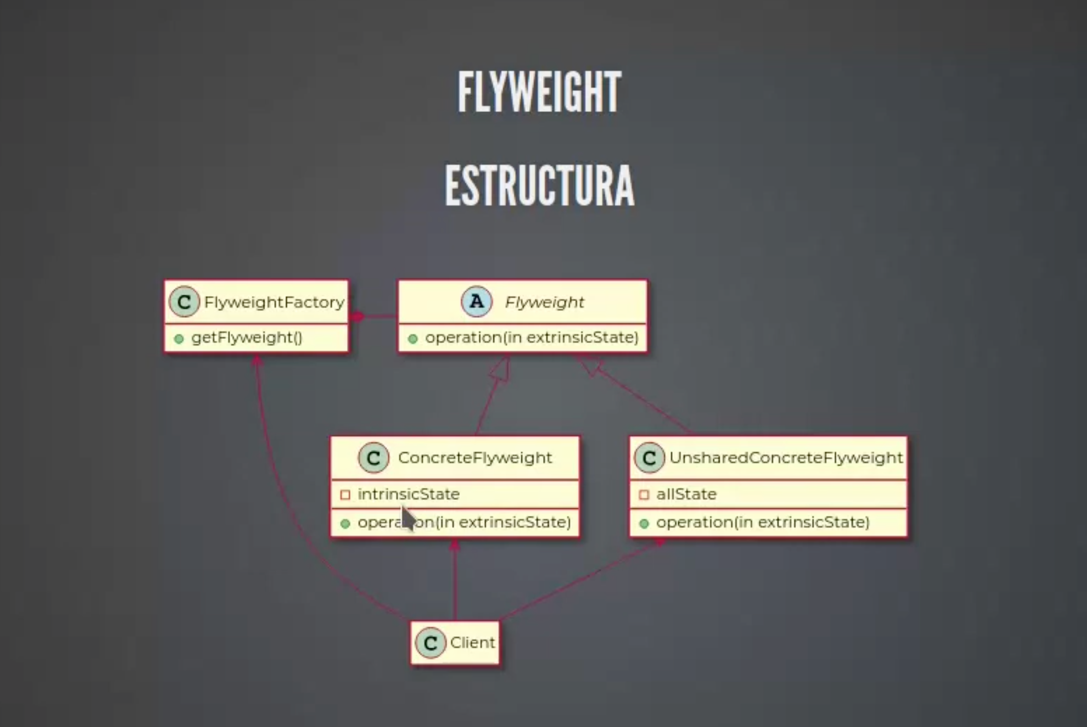 FLYWEIGHT
ESTRUCTURA
C FlyweightFactory
getFlyweight()
A Flyweight
operation(in extrinsicState)
C ConcreteFlyweight
intrinsicState
operation(in extrinsicState)
C UnsharedConcreteFlyweight
allState
operation(in extrinsicState)
C Client